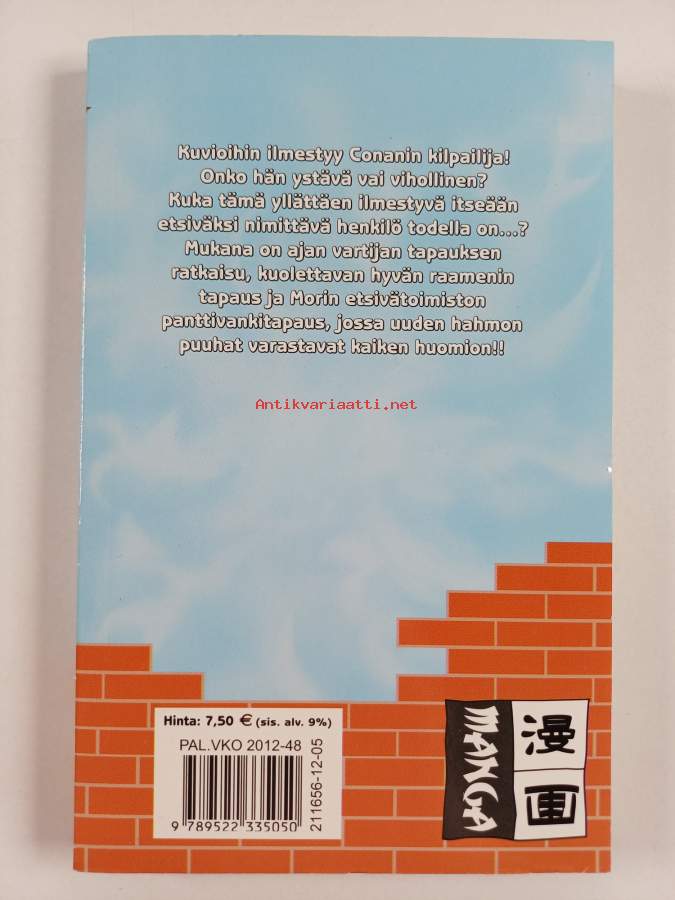 Kuvioihin ilmestyy Conanin kilpailija!
Onko hän ystävä vai vihollinen?
Kuka tämä yllättäen ilmestyvä itseään
etsiväksi nimittävä henkilö todella on...?
Mukana on ajan vartijan tapauksen
ratkaisu, kuolettavan hyvän raamenin
tapaus ja Morin etsivätoimiston
panttivankitapaus, jossa uuden hahmon
puuhat varastavat kaiken huomion!!
Antikvariaatti.net
Hinta: 7,50 € (sis. alv. 9%)
PAL.VKO 2012-48
211656-12-05
9 789522 335050
MANGA
漫画